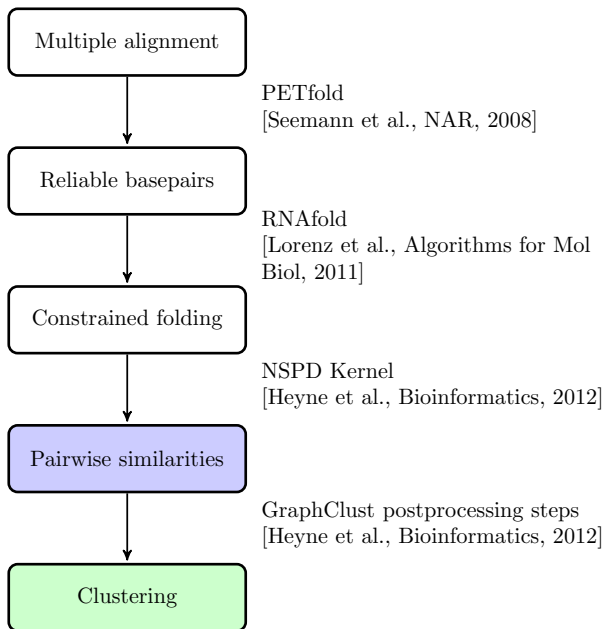 Multiple alignment
PETfold
[Seemann et al., NAR, 2008]
Reliable basepairs
RNAfold
[Lorenz et al., Algorithms for Mol
Biol, 2011]
Constrained folding
NSPD Kernel
[Heyne et al., Bioinformatics, 2012]
Pairwise similarities
GraphClust postprocessing steps
[Heyne et al., Bioinformatics, 2012]
Clustering